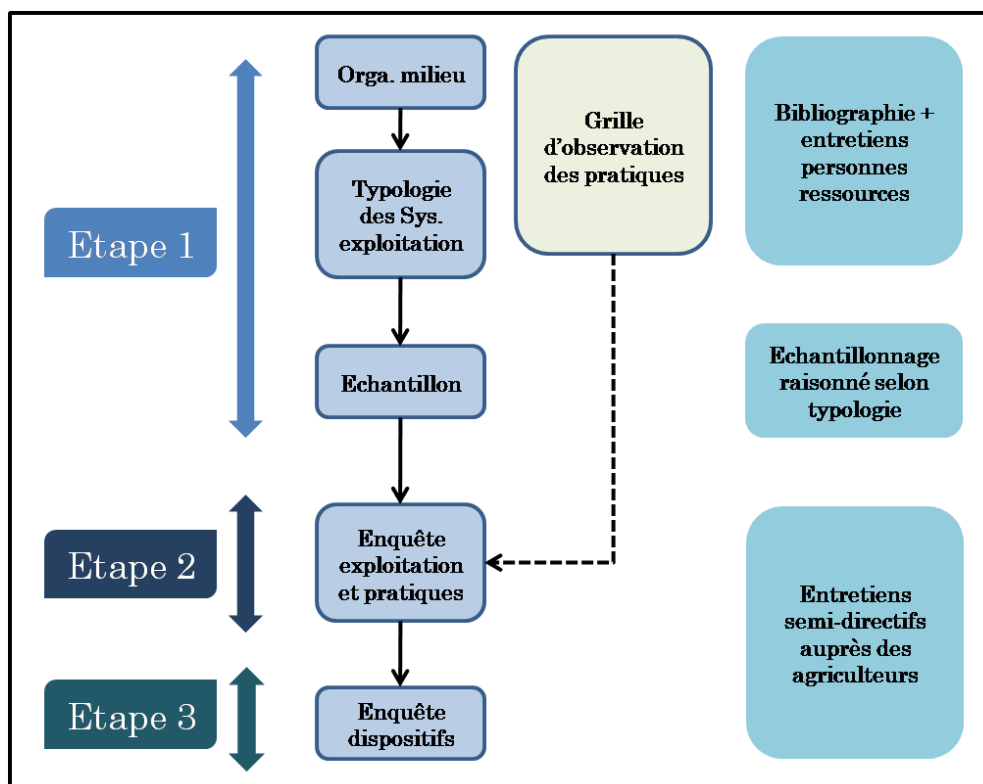 Orga. milieu
Grille
d'observation
des pratiques
Bibliographie +
entretiens
personnes
ressources
Etape 1
Typologie
des Sys.
exploitation
Echantillon
Echantillonnage
raisonné selon
typologie
Etape 2
Enquête
exploitation
et pratiques
Entretiens
semi-directifs
auprès des
agriculteurs
Etape 3
Enquête
dispositifs